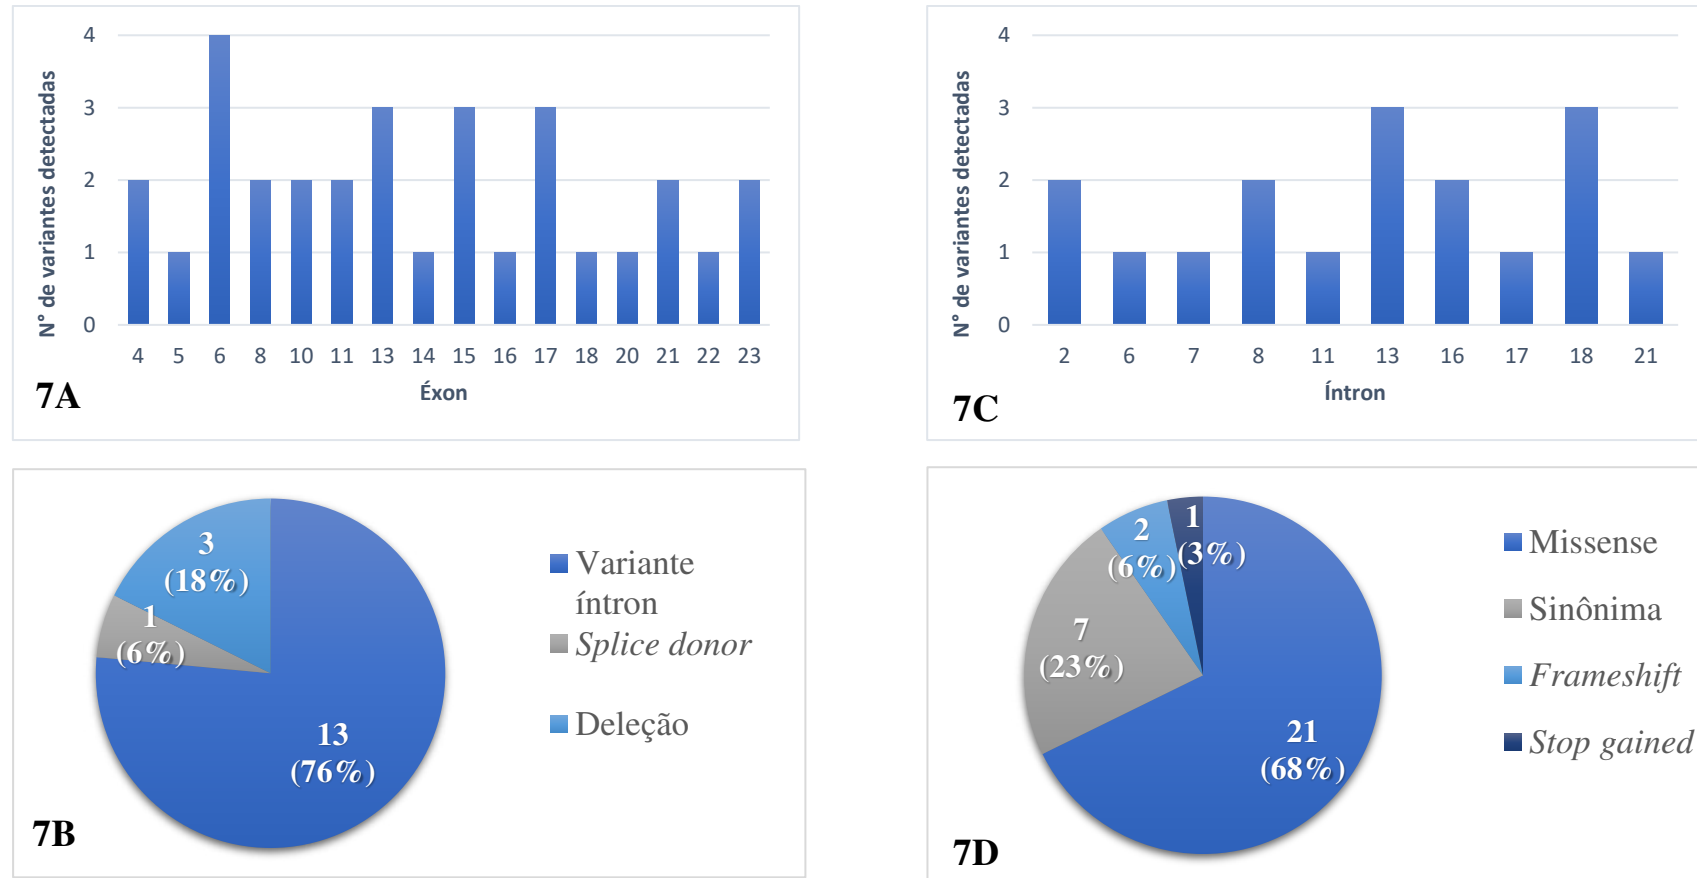 4
3
2
1
0
N° de variantes detectadas
4 5 6 8 10 11 13 14 15 16 17 18 20 21 22 23
Éxon
7A
4
3
2
1
0
N° de variantes detectadas
2 6 7 8 11 13 16 17 18 21
Íntron
7C
3
(18%)
1
(6%)
13
(76%)
Variante
íntron
Splice donor
Deleção
7B
1
(3%)
2
(6%)
7
(23%)
21
(68%)
Missense
Sinônima
Frameshift
Stop gained
7D